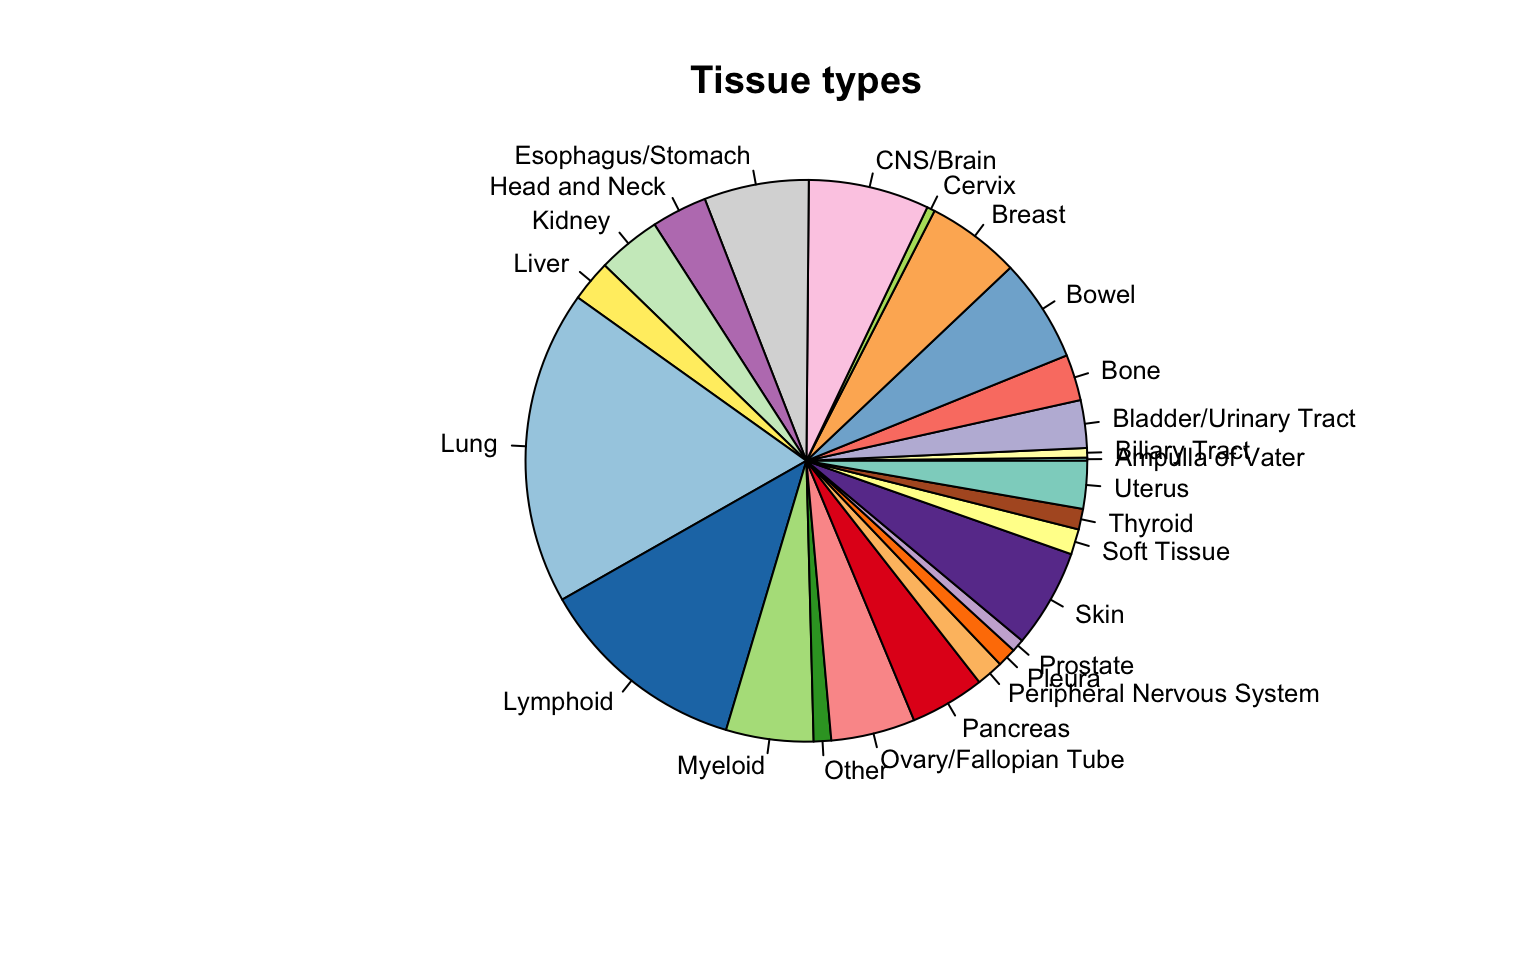 Tissue types
Esophagus/Stomach
CNS/Brain
Head and Neck
Cervix
Kidney
Breast
Liver
Bowel
Bone
Bladder/Urinary Tract
Lung
Biliary Tract
Ampulla of Vater
Uterus
Thyroid
Soft Tissue
Skin
Prostate
Pleura
Peripheral Nervous System
Lymphoid
Pancreas
Ovary/Fallopian Tube
Myeloid
Other